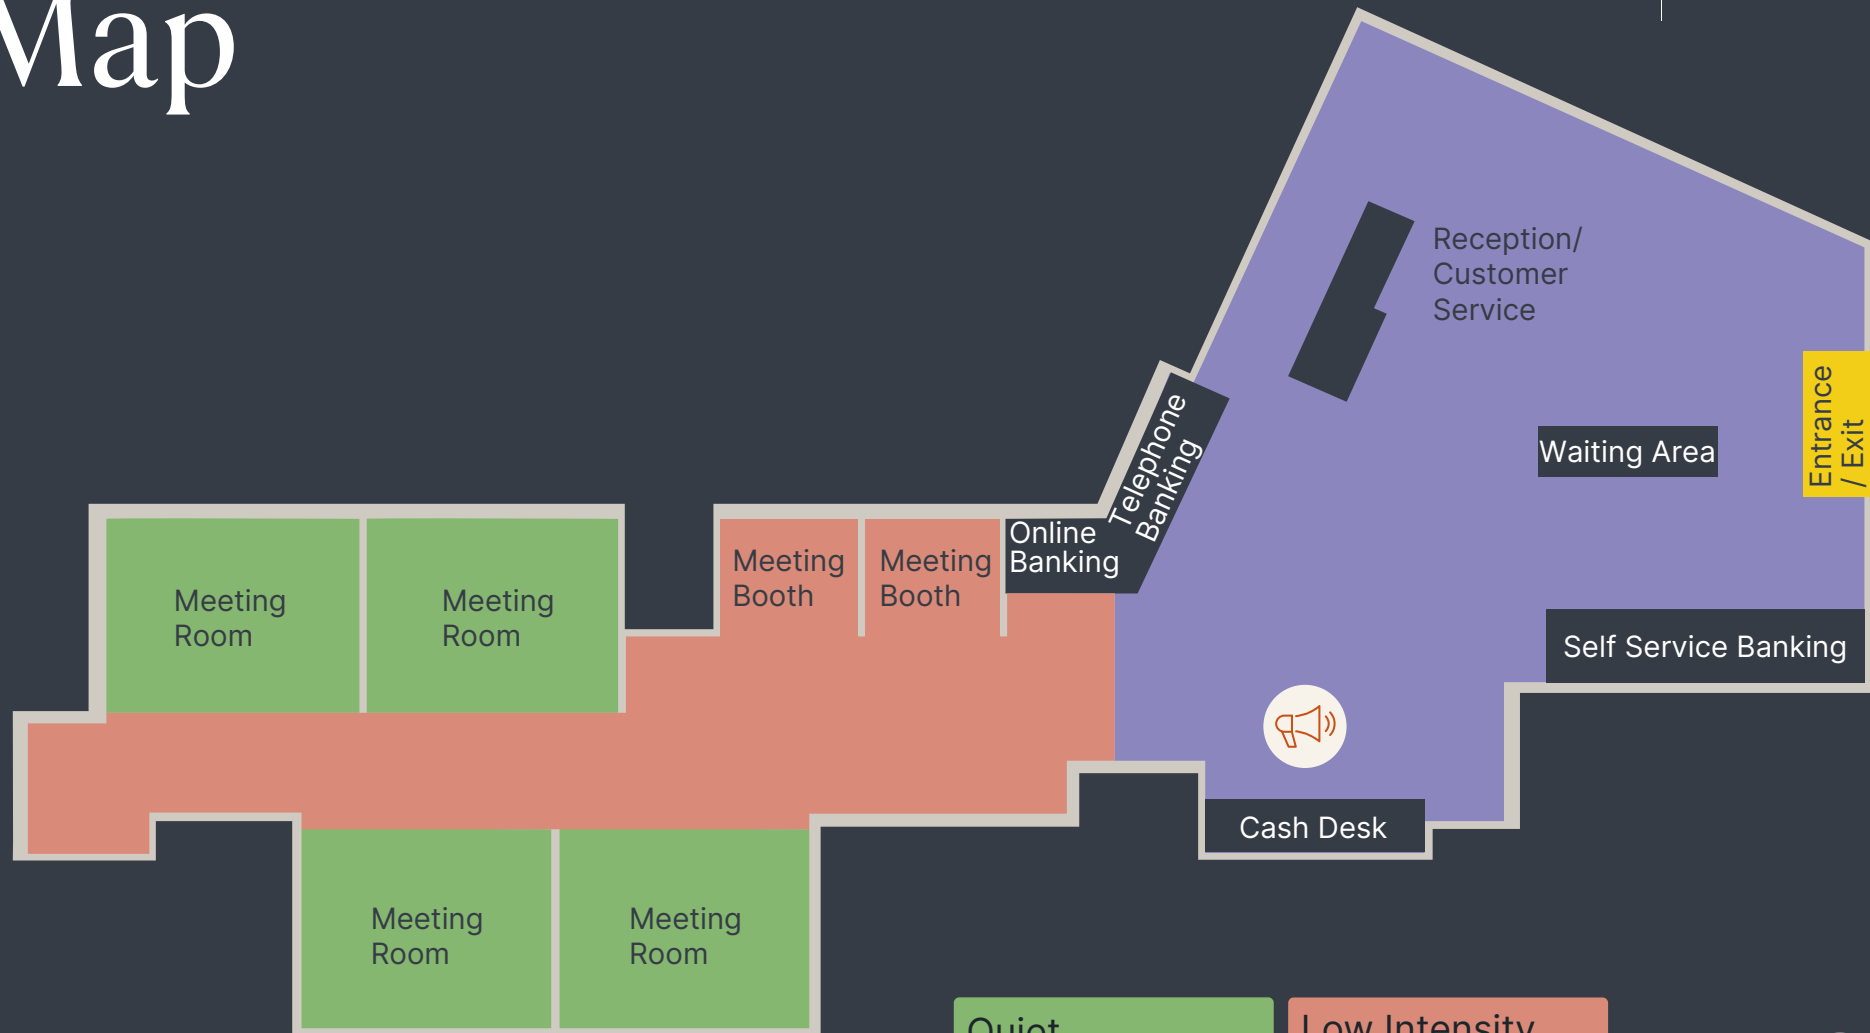 Map
Reception/
Customer
Service
Entrance
/ Exit
Waiting Area
Telephone
Banking
Online
Banking
Meeting
Booth
Meeting
Booth
Meeting
Room
Meeting
Room
Self Service Banking
Cash Desk
Meeting
Room
Meeting
Room
Quiet
Low Intensity